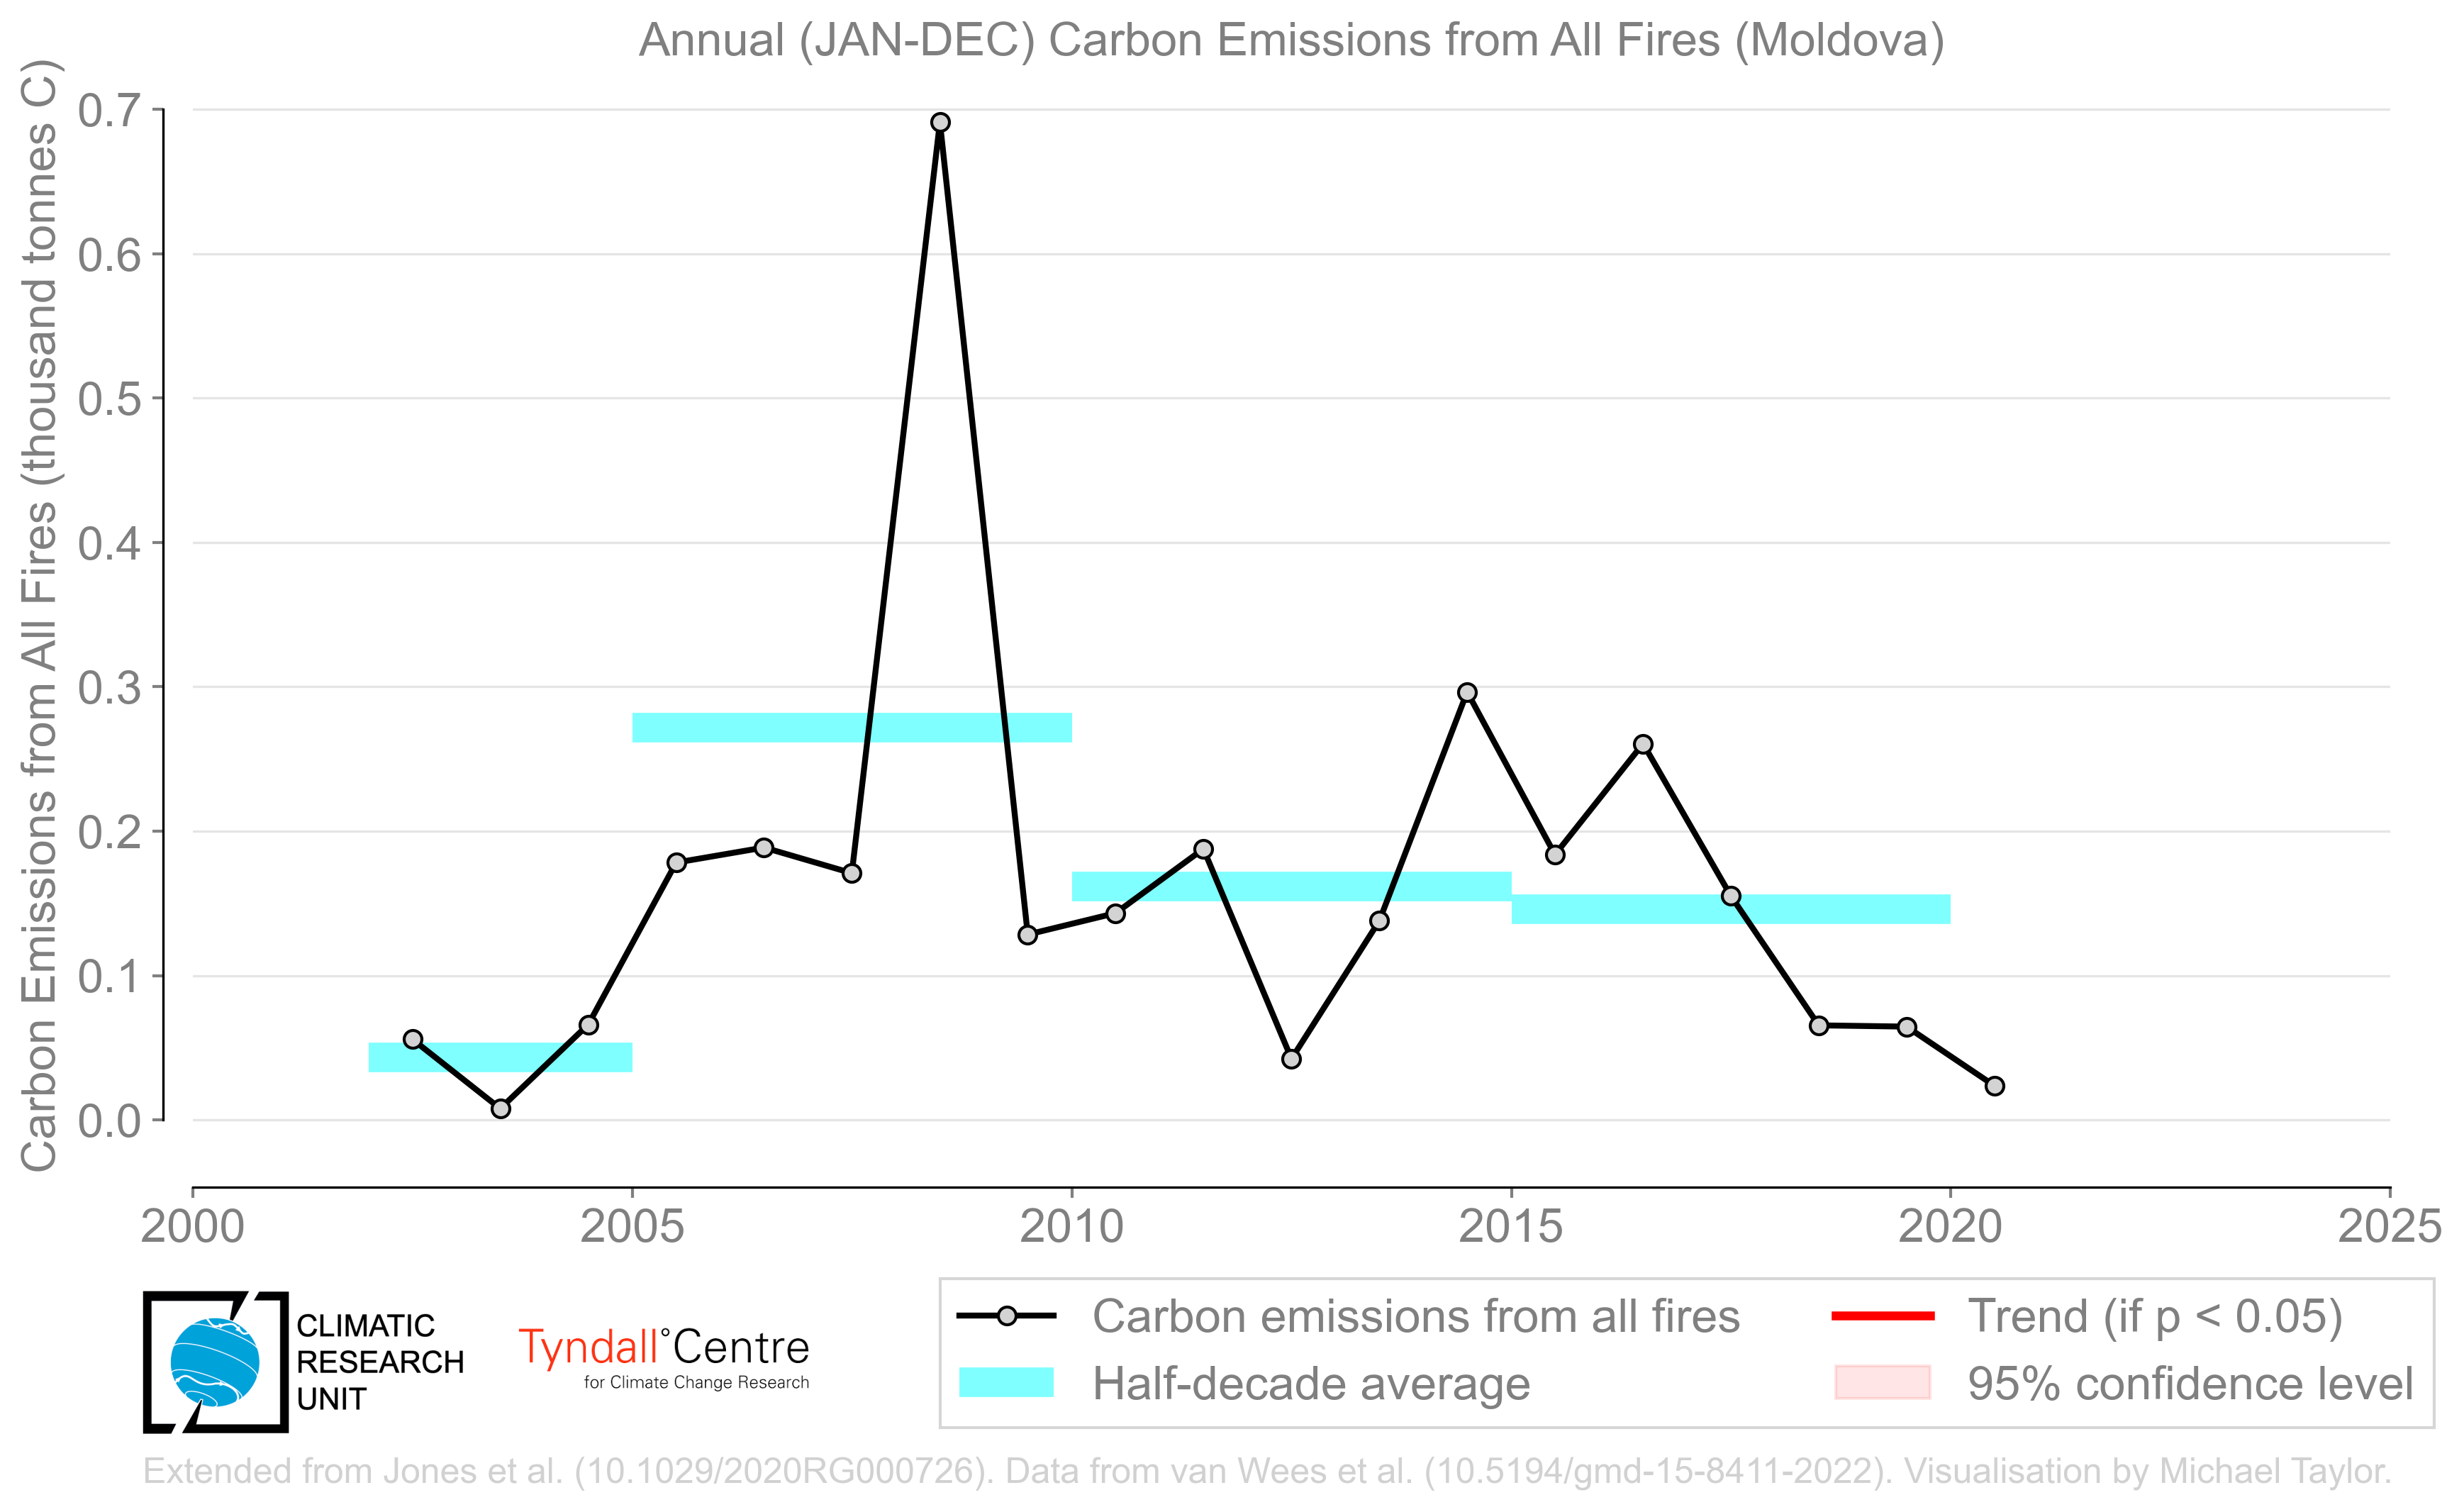 Annual (JAN-DEC) Carbon Emissions from All Fires (Moldova)
Carbon Emissions from All Fires (thousand tonnes C)
0.7
0.6
0.5
0.4
0.3
0.2
0.1
0.0
2000 2005 2010 2015 2020 2025
CLIMATIC
RESEARCH
UNIT
Tyndall°Centre
for Climate Change Research
Carbon emissions from all fires
Half-decade average
Trend (if p < 0.05)
95% confidence level
Extended from Jones et al. (10.1029/2020RG000726). Data from van Wees et al. (10.5194/gmd-15-8411-2022). Visualisation by Michael Taylor.